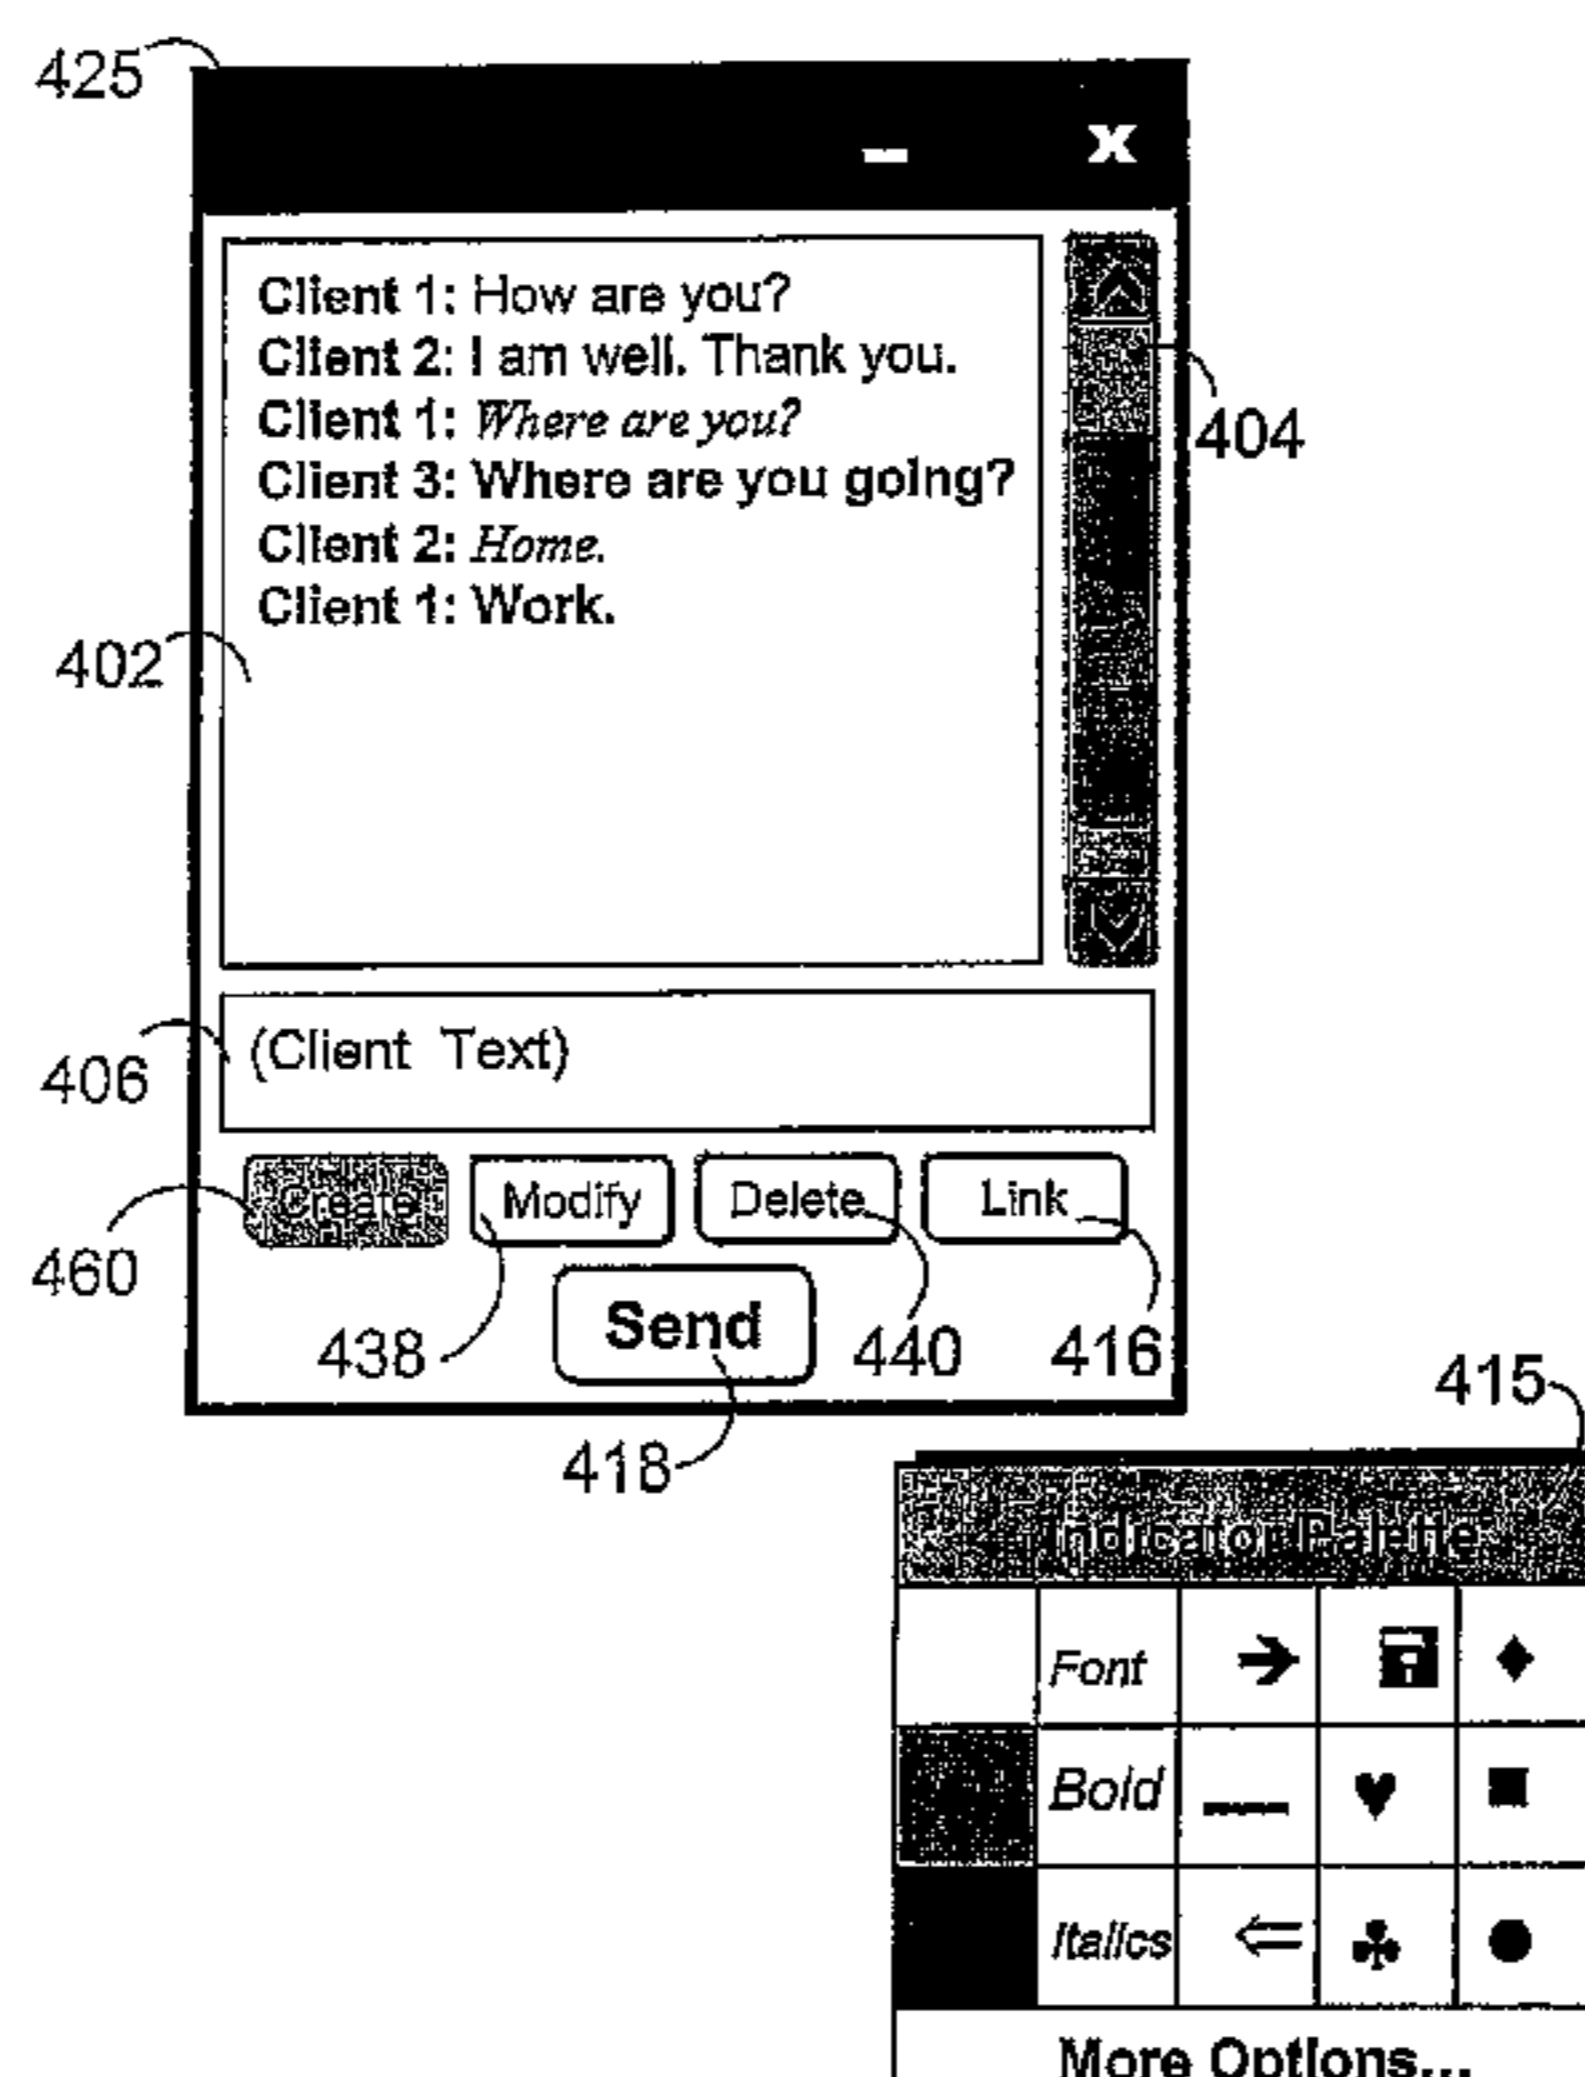 425
_ X
Client 1: How are you?
Client 2: I am well. Thank you.
Client 1: Where are you?
Client 3: Where are you going?
Client 2: Home.
Client 1: Work.
404
402
(Client Text)
406
Create Modify Delete Link
460
Send
438 440 416
418
415
Indicator Palette
Font
Bold
Italics
More Options...